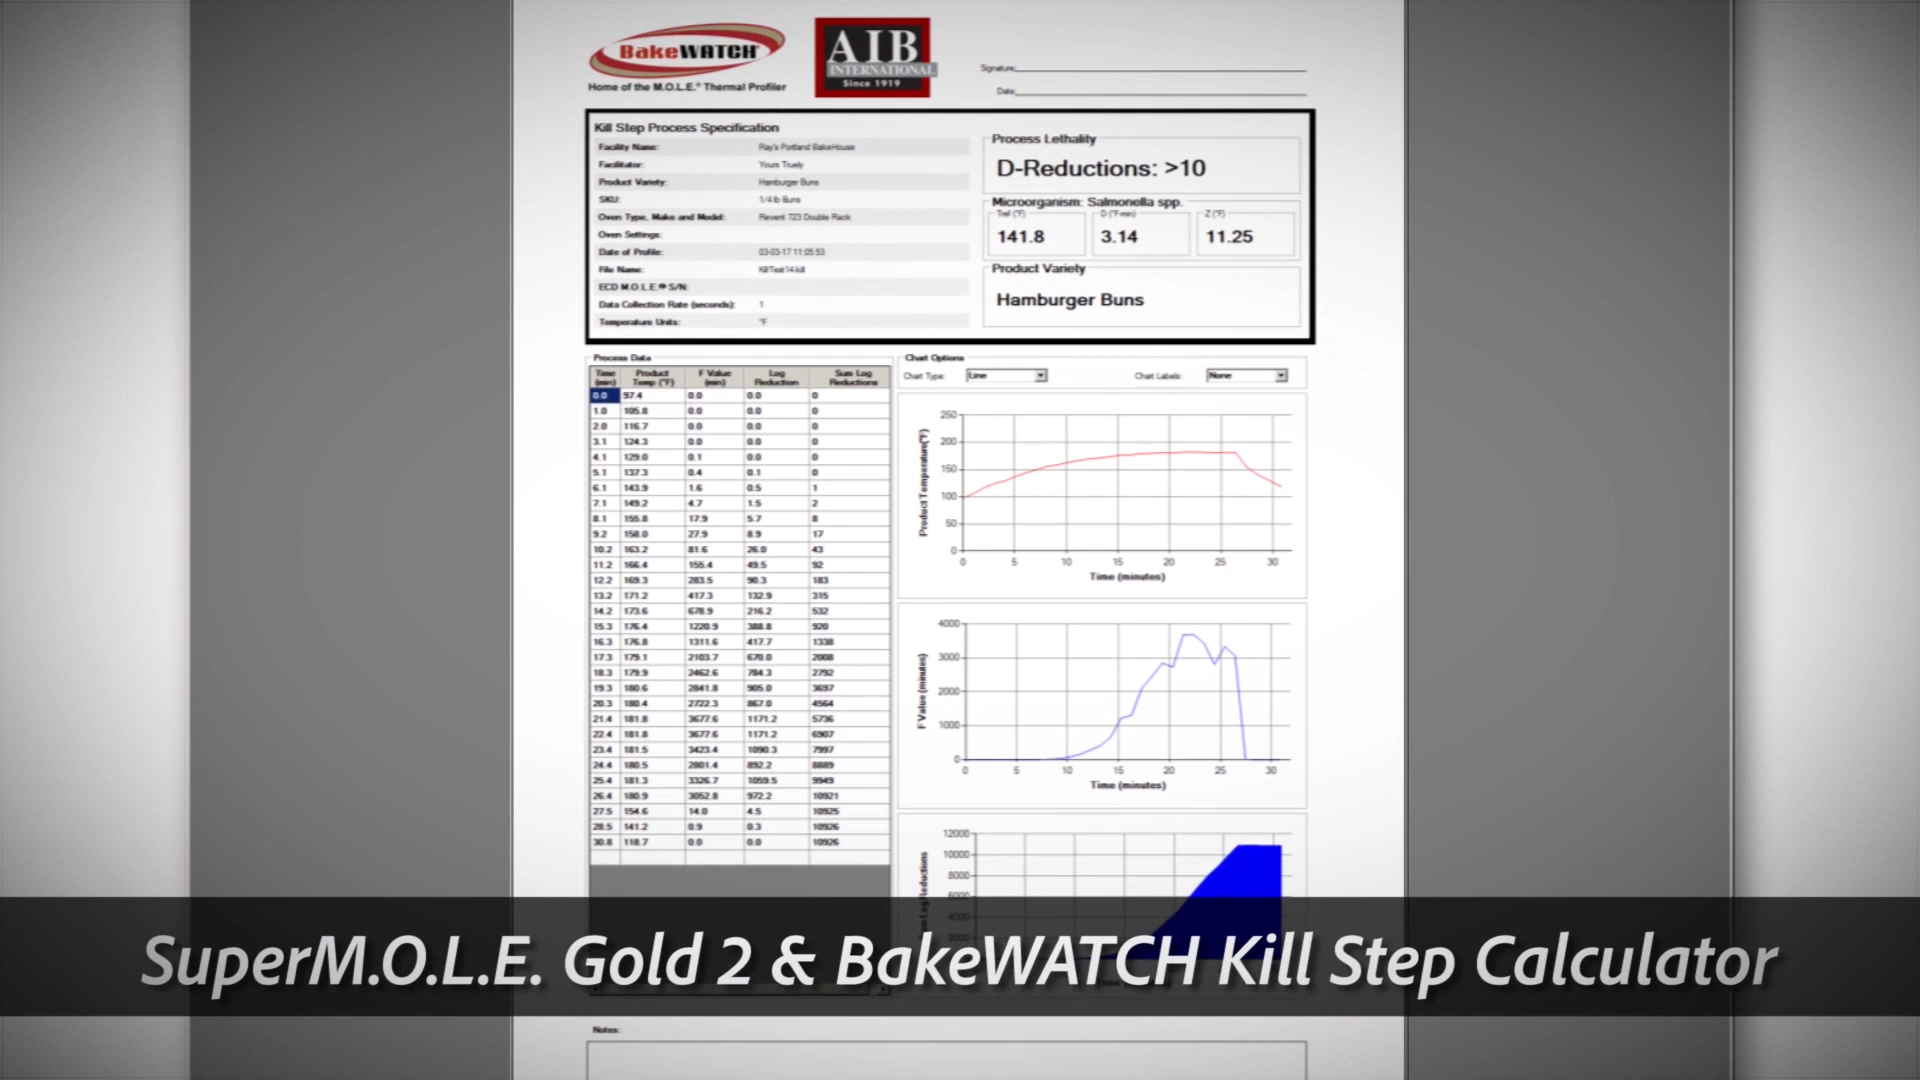 BakeWATCH®
Home of the M.O.L.E.® Thermal Profiler
AIB
INTERNATIONAL
Since 1919
Signature:
Date:
Kill Step Process Specification
Facility Name: Ray's Portland BakeHouse
Facilitator: Yours Truely
Product Variety: Hamburger Buns
SKU: 1/4 lb Buns
Oven Type, Make and Model: Revent 723 Double Rack
Oven Settings:
Date of Profile: 03-03-17 11:05:53
File Name: KillTest14.kill
ECD M.O.L.E.® S/N:
Data Collection Rate (seconds): 1
Temperature Units: °F
Process Lethality
D-Reductions: >10
Microorganism: Salmonella spp.
Tref (°F) D (°F-min) Z (°F)
141.8 3.14 11.25
Product Variety
Hamburger Buns
Process Data
Time (min) Product Temp (°F) F Value (min) Log Reduction Sum Log Reductions
0.0 97.4 0.0 0.0 0
1.0 105.8 0.0 0.0 0
2.0 116.7 0.0 0.0 0
3.1 124.3 0.0 0.0 0
4.1 129.0 0.1 0.0 0
5.1 137.3 0.4 0.1 0
6.1 143.9 1.6 0.5 1
7.1 149.2 4.7 1.5 2
8.1 155.8 17.9 5.7 8
9.2 158.0 27.9 8.9 17
10.2 163.2 81.6 26.0 43
11.2 166.4 155.4 49.5 92
12.2 169.3 283.5 90.3 183
13.2 171.2 417.3 132.9 315
14.2 173.6 678.9 216.2 532
15.3 176.4 1220.9 388.8 920
16.3 176.8 1311.6 417.7 1338
17.3 179.1 2103.7 670.0 2008
18.3 179.9 2462.6 784.3 2792
19.3 180.6 2841.8 905.0 3697
20.3 180.4 2722.3 867.0 4564
21.4 181.8 3677.6 1171.2 5736
22.4 181.8 3677.6 1171.2 6907
23.4 181.5 3423.4 1090.3 7997
24.4 180.5 2801.4 892.2 8889
25.4 181.3 3326.7 1059.5 9949
26.4 180.9 3052.8 972.2 10921
27.5 154.6 14.0 4.5 10925
28.5 141.2 0.9 0.3 10926
30.8 118.7 0.0 0.0 10926
Chart Options
Chart Type: Line Chart Labels: None
Product Temperature(°F)
250
200
150
100
50
0
0 5 10 15 20 25 30
Time (minutes)
F Value (minutes)
4000
3000
2000
1000
0
0 5 10 15 20 25 30
Time (minutes)
12000
10000
8000
6000
4000
2000
SuperM.O.L.E. Gold 2 & BakeWATCH Kill Step Calculator
Notes: